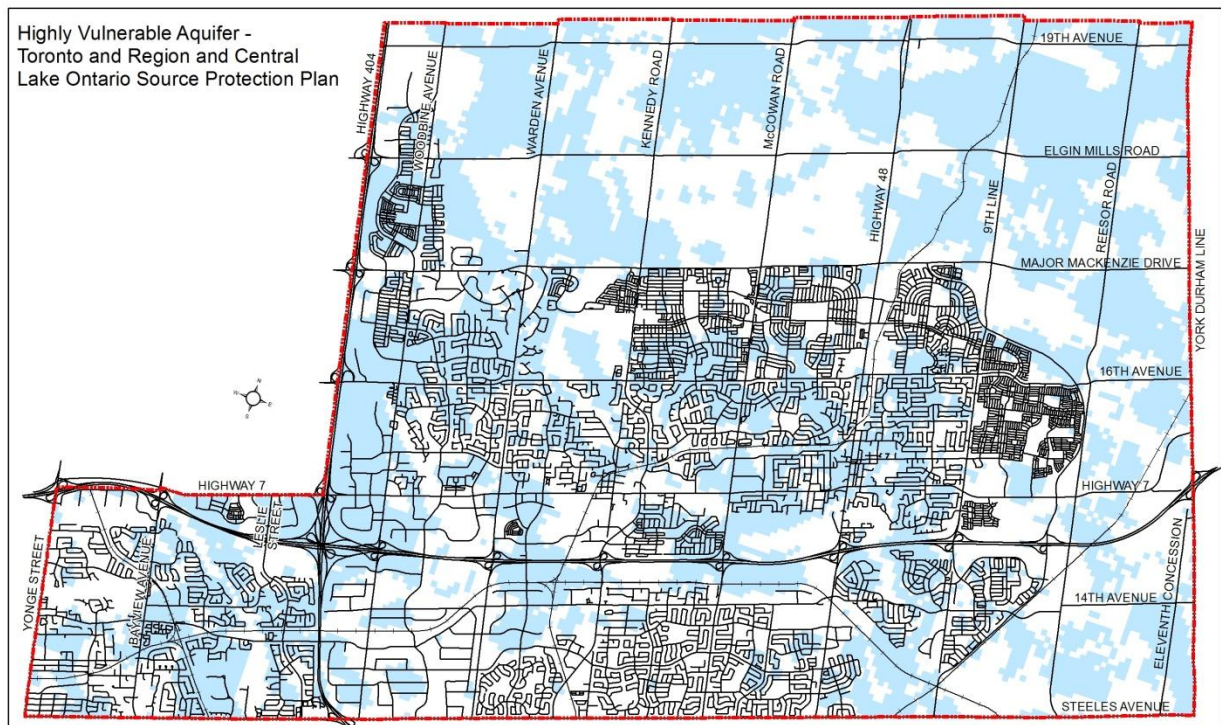 Highly Vulnerable Aquifer -
Toronto and Region and Central
Lake Ontario Source Protection Plan
HIGHWAY 404
WOODBINE AVENUE
WARDEN AVENUE
KENNEDY ROAD
McCOWAN ROAD
19TH AVENUE
ELGIN MILLS ROAD
HIGHWAY 48
9TH LINE
REESOR ROAD
MAJOR MACKENZIE DRIVE
YORK DURHAM LINE
16TH AVENUE
N
W
E
S
HIGHWAY 7
HIGHWAY 7
LESLIE
STREET
YONGE STREET
BAYVIEW AVENUE
ELEVENTH CONCESSION
14TH AVENUE
STEELES AVENUE